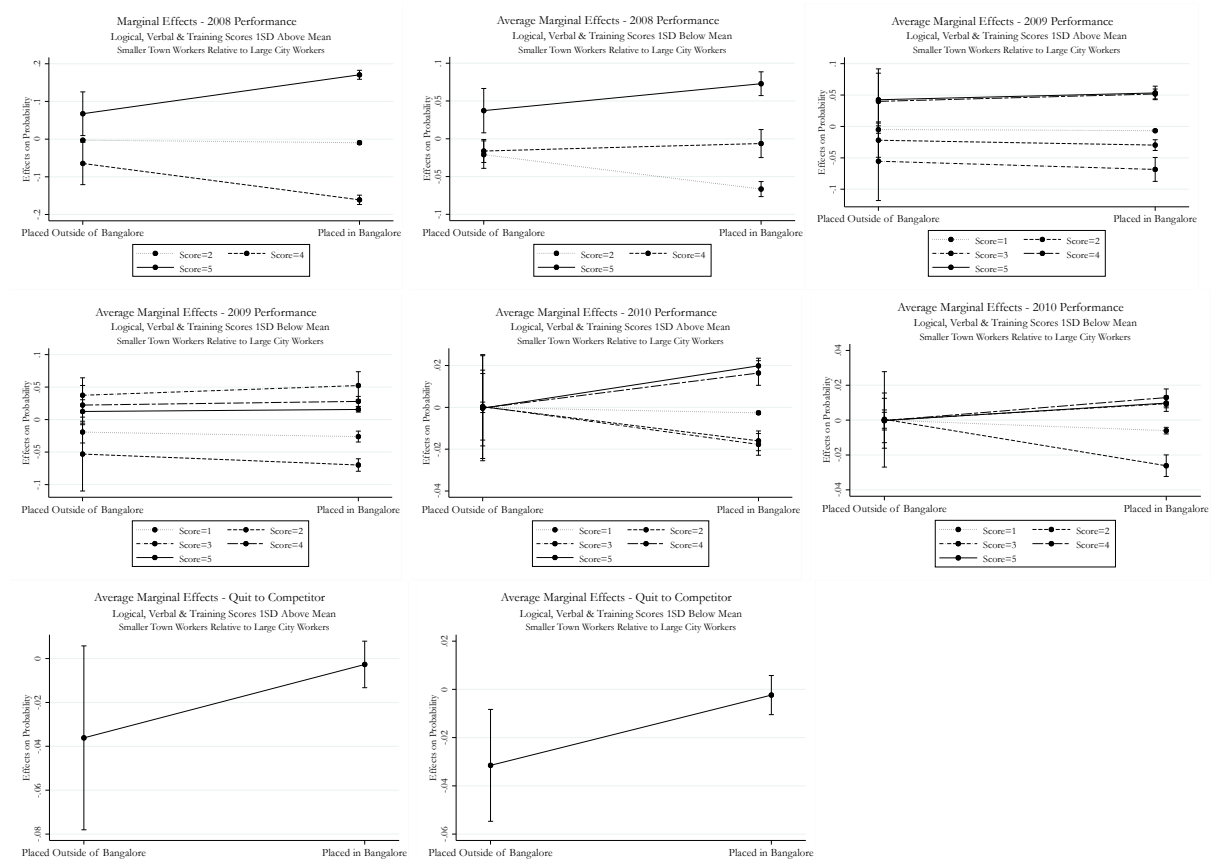 Marginal Effects - 2008 Performance
Logical, Verbal & Training Scores 1SD Above Mean
Smaller Town Workers Relative to Large City Workers
Effects on Probability
.2
.1
0
-.1
-.2
Placed Outside of Bangalore
Placed in Bangalore
Score=2
Score=4
Score=5
Average Marginal Effects - 2008 Performance
Logical, Verbal & Training Scores 1SD Below Mean
Smaller Town Workers Relative to Large City Workers
Effects on Probability
.1
.05
0
-.05
-.1
Placed Outside of Bangalore
Placed in Bangalore
Score=2
Score=4
Score=5
Average Marginal Effects - 2009 Performance
Logical, Verbal & Training Scores 1SD Above Mean
Smaller Town Workers Relative to Large City Workers
Effects on Probability
.1
.05
0
-.05
-.1
Placed Outside of Bangalore
Placed in Bangalore
Score=1
Score=2
Score=3
Score=4
Score=5
Average Marginal Effects - 2009 Performance
Logical, Verbal & Training Scores 1SD Below Mean
Smaller Town Workers Relative to Large City Workers
Effects on Probability
.1
.05
0
-.05
-.1
Placed Outside of Bangalore
Placed in Bangalore
Score=1
Score=2
Score=3
Score=4
Score=5
Average Marginal Effects - 2010 Performance
Logical, Verbal & Training Scores 1SD Above Mean
Smaller Town Workers Relative to Large City Workers
Effects on Probability
.02
0
-.02
-.04
Placed Outside of Bangalore
Placed in Bangalore
Score=1
Score=2
Score=3
Score=4
Score=5
Average Marginal Effects - 2010 Performance
Logical, Verbal & Training Scores 1SD Below Mean
Smaller Town Workers Relative to Large City Workers
Effects on Probability
.04
.02
0
-.02
-.04
Placed Outside of Bangalore
Placed in Bangalore
Score=1
Score=2
Score=3
Score=4
Score=5
Average Marginal Effects - Quit to Competitor
Logical, Verbal & Training Scores 1SD Above Mean
Smaller Town Workers Relative to Large City Workers
Effects on Probability
0
-.02
-.04
-.06
-.08
Placed Outside of Bangalore
Placed in Bangalore
Average Marginal Effects - Quit to Competitor
Logical, Verbal & Training Scores 1SD Below Mean
Smaller Town Workers Relative to Large City Workers
Effects on Probability
.02
0
-.02
-.04
-.06
Placed Outside of Bangalore
Placed in Bangalore